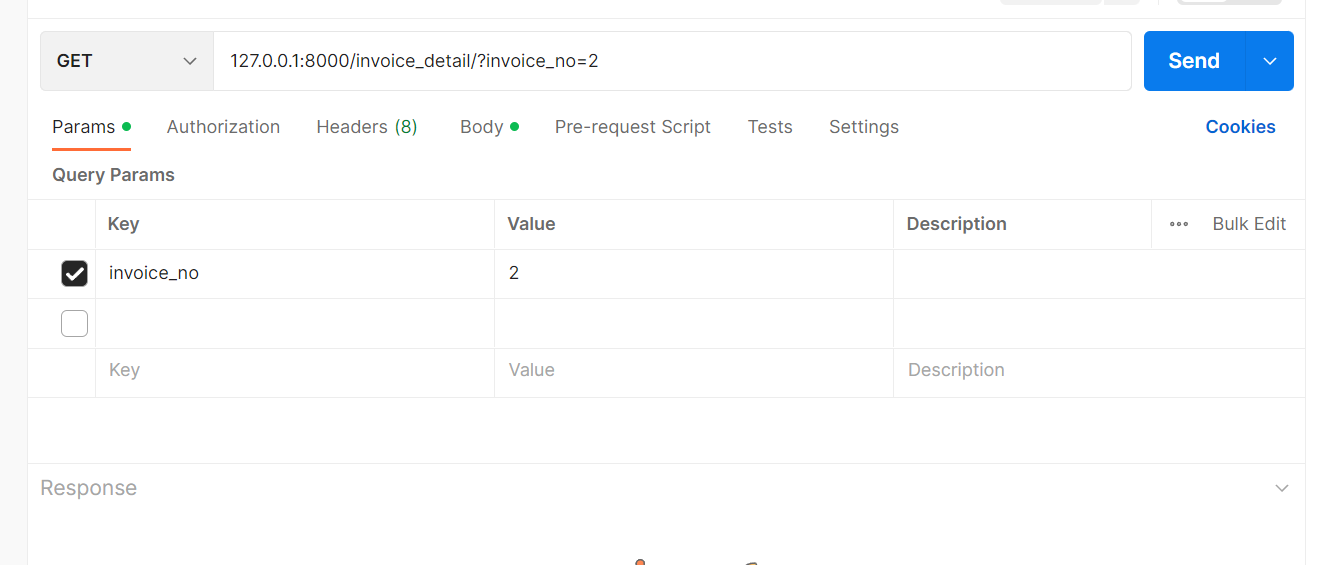 GET 127.0.0.1:8000/invoice_detail/?invoice_no=2 Send
Params Authorization Headers (8) Body Pre-request Script Tests Settings Cookies
Query Params
Key Value Description Bulk Edit
invoice_no 2
Key Value Description
Response